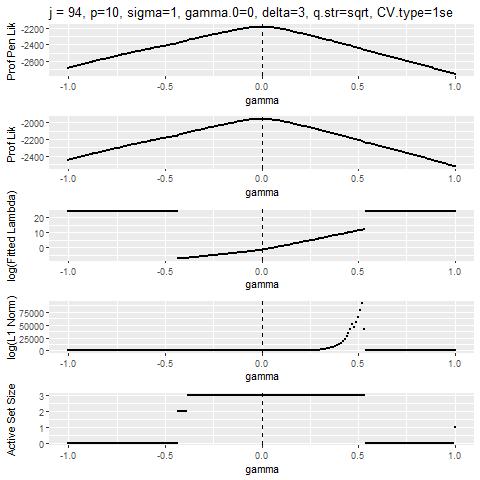 j = 94, p=10, sigma=1, gamma.0=0, delta=3, q.str=sqrt, CV.type=1se
Prof Pen Lik
-2200
-2400
-2600
-1.0 -0.5 0.0 0.5 1.0
gamma
Prof Lik
-2000
-2200
-2400
-1.0 -0.5 0.0 0.5 1.0
gamma
log(Fitted Lambda)
20
10
0
-1.0 -0.5 0.0 0.5 1.0
gamma
log(L1 Norm)
75000
50000
25000
0
-1.0 -0.5 0.0 0.5 1.0
gamma
Active Set Size
3
2
1
0
-1.0 -0.5 0.0 0.5 1.0
gamma